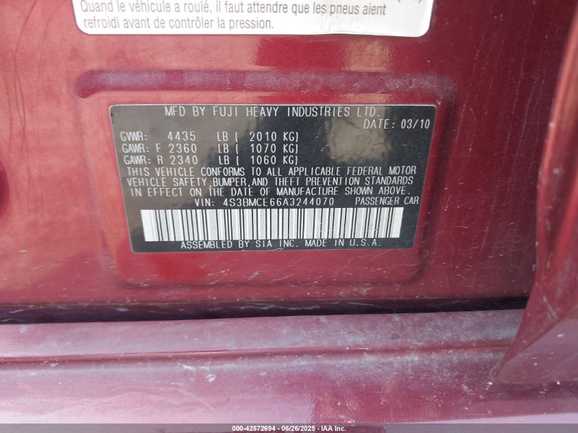 Quand le véhicule a roulé, il faut attendre que les pneus aient
refroidi avant de contrôler la pression.
MFD BY FUJI HEAVY INDUSTRIES LTD.
DATE: 03/10
GVWR: 4435 LB ( 2010 KG)
GAWR: F 2360 LB ( 1070 KG)
GAWR: R 2340 LB ( 1060 KG)
THIS VEHICLE CONFORMS TO ALL APPLICABLE FEDERAL MOTOR
VEHICLE SAFETY, BUMPER, AND THEFT PREVENTION STANDARDS
IN EFFECT ON THE DATE OF MANUFACTURE SHOWN ABOVE.
VIN: 4S3BMCE66A3244070 PASSENGER CAR
ASSEMBLED BY SIA INC. MADE IN U.S.A.
000-42572694 - 06/26/2025 - IAA Inc.